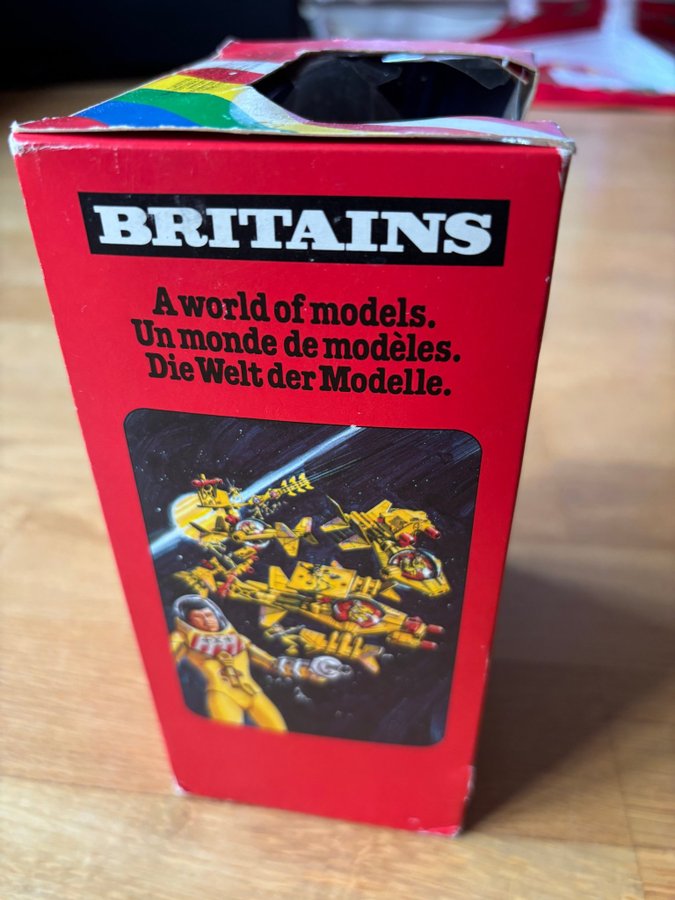 BRITAINS
A world of models.
Un monde de modèles.
Die Welt der Modelle.